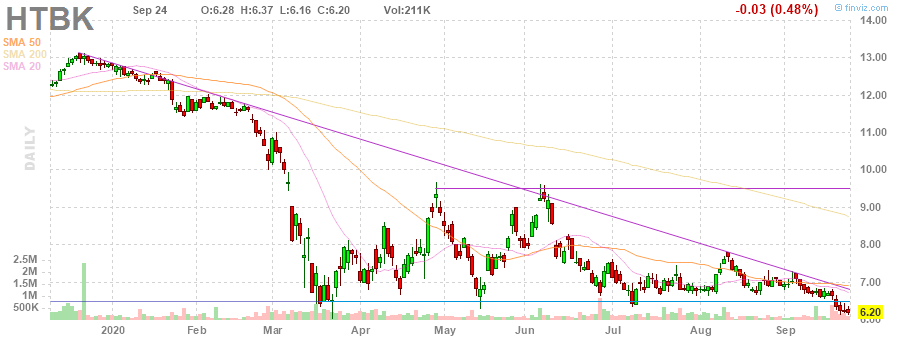 HTBK Sep 24 O:6.28 H:6.37 L:6.16 C:6.20 Vol:211K -0.03 (0.48%) finviz.com
SMA 50
SMA 200
SMA 20
DAILY
14.00
13.00
12.00
11.00
10.00
9.00
8.00
7.00
6.20
6.00
2.5M
2M
1.5M
1M
500K
2020 Feb Mar Apr May Jun Jul Aug Sep